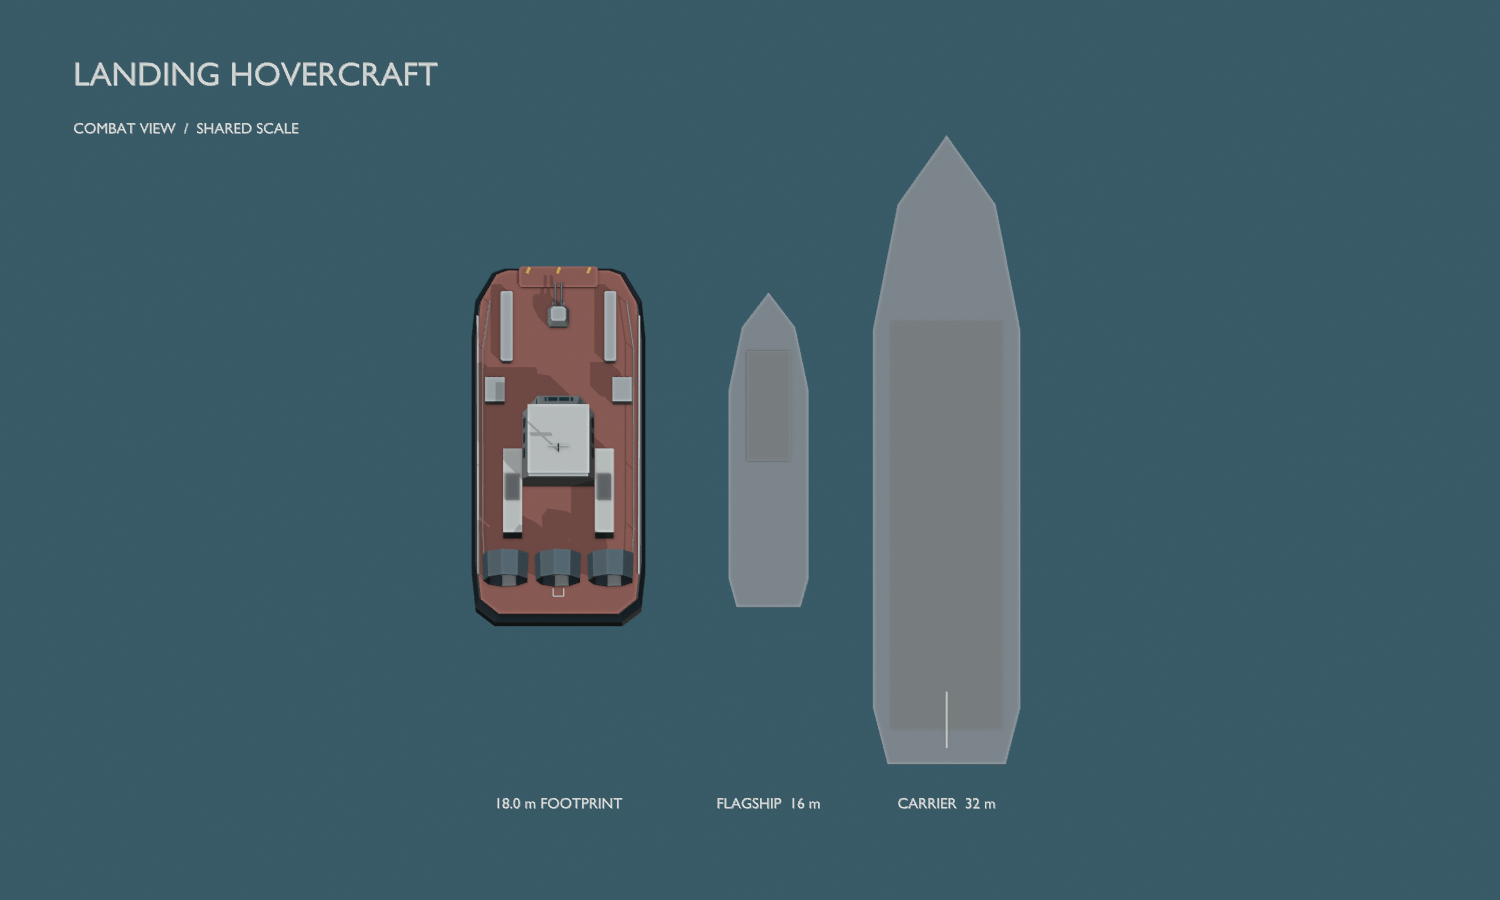 LANDING HOVERCRAFT
COMBAT VIEW / SHARED SCALE
18.0 m FOOTPRINT
FLAGSHIP 16 m
CARRIER 32 m